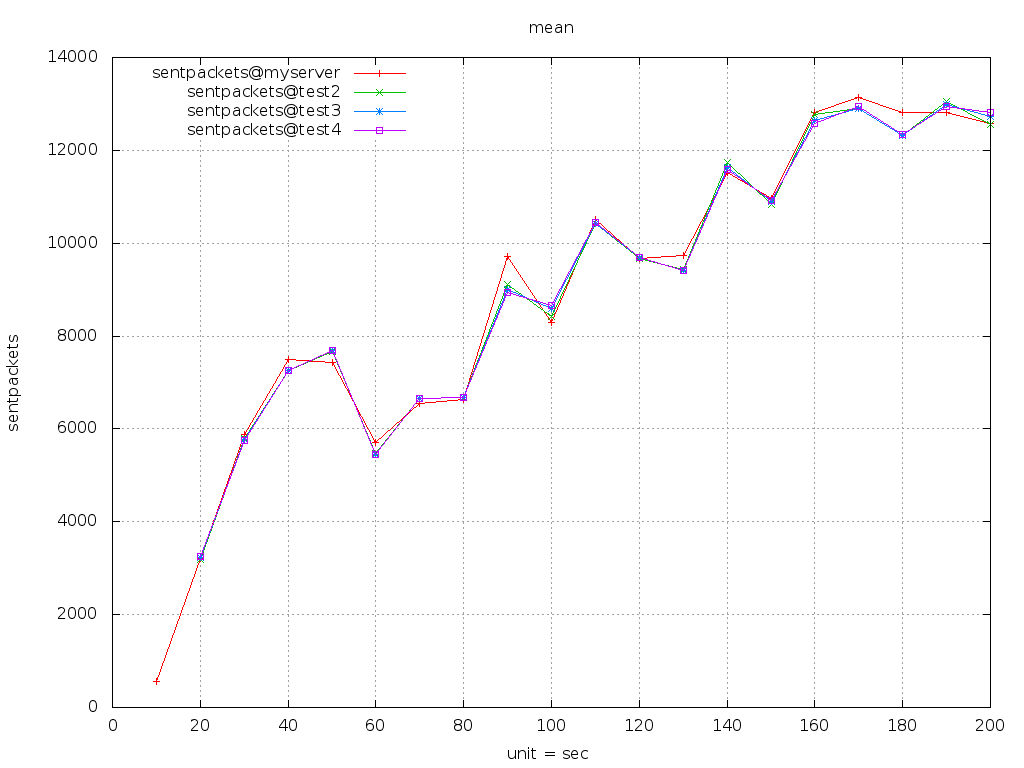 mean
14000
12000
10000
8000
6000
4000
2000
0
sentpackets
sentpackets@myserver
sentpackets@test2
sentpackets@test3
sentpackets@test4
0 20 40 60 80 100 120 140 160 180 200
unit = sec